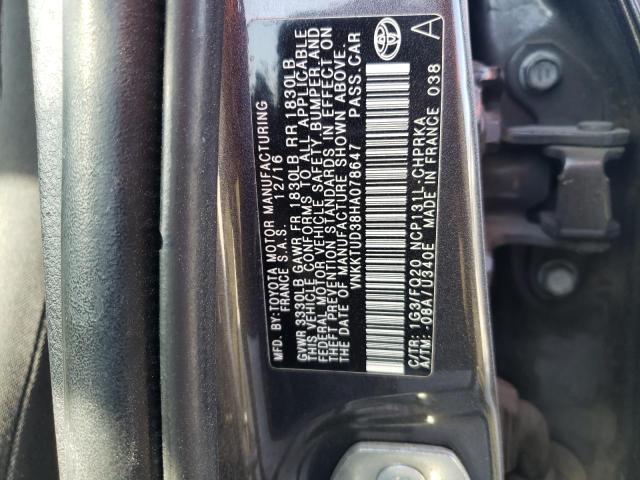 MFD. BY: TOYOTA MOTOR MANUFACTURING
FRANCE S.A.S. 12/16
GVWR 3330LB GAWR FR 1830LB RR 1830LB
THIS VEHICLE CONFORMS TO ALL APPLICABLE
FEDERAL MOTOR VEHICLE SAFETY, BUMPER, AND
THEFT PREVENTION STANDARDS IN EFFECT ON
THE DATE OF MANUFACTURE SHOWN ABOVE.
VNKKTUD38HA078647 PASS. CAR
C/TR: 1G3/FQ20 NCP131L-CHPRKA
A/TM: -08A/U340E MADE IN FRANCE 038
A